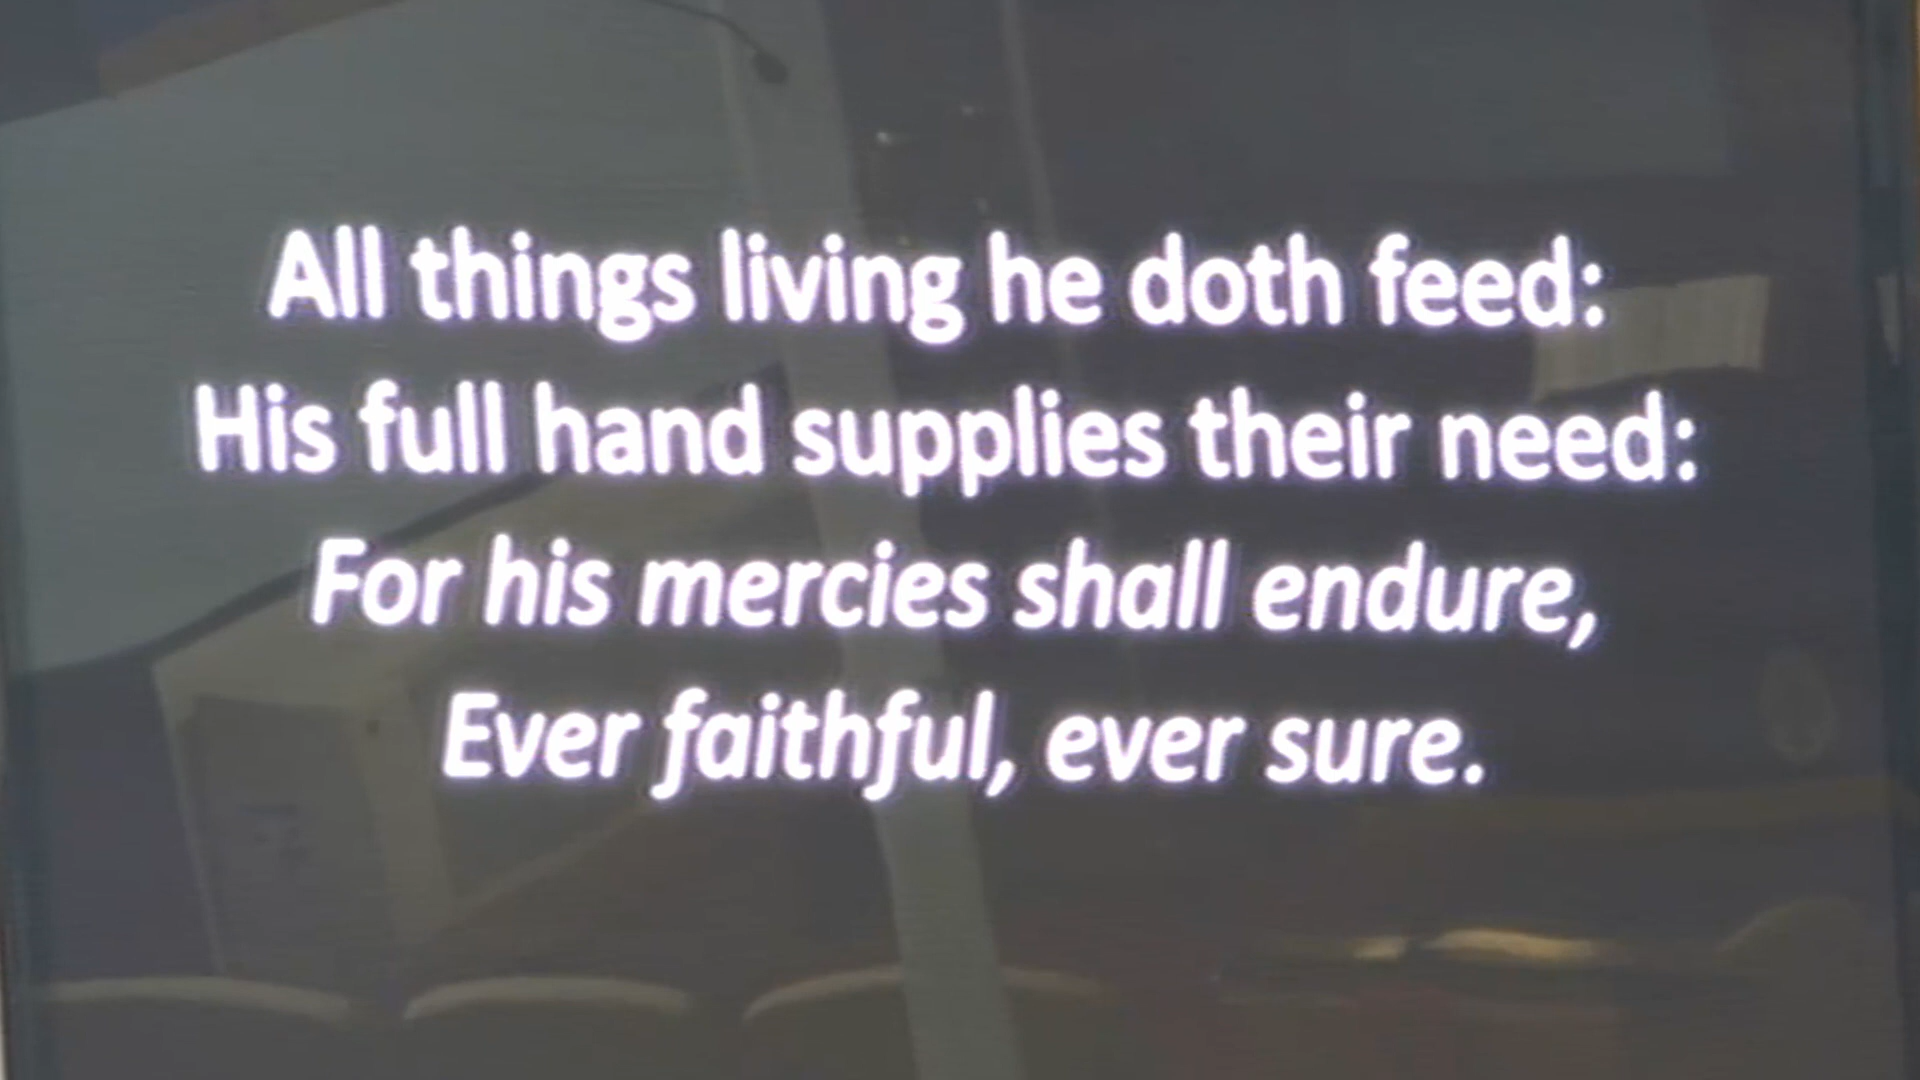 All things living he doth feed:
His full hand supplies their need:
For his mercies shall endure,
Ever faithful, ever sure.